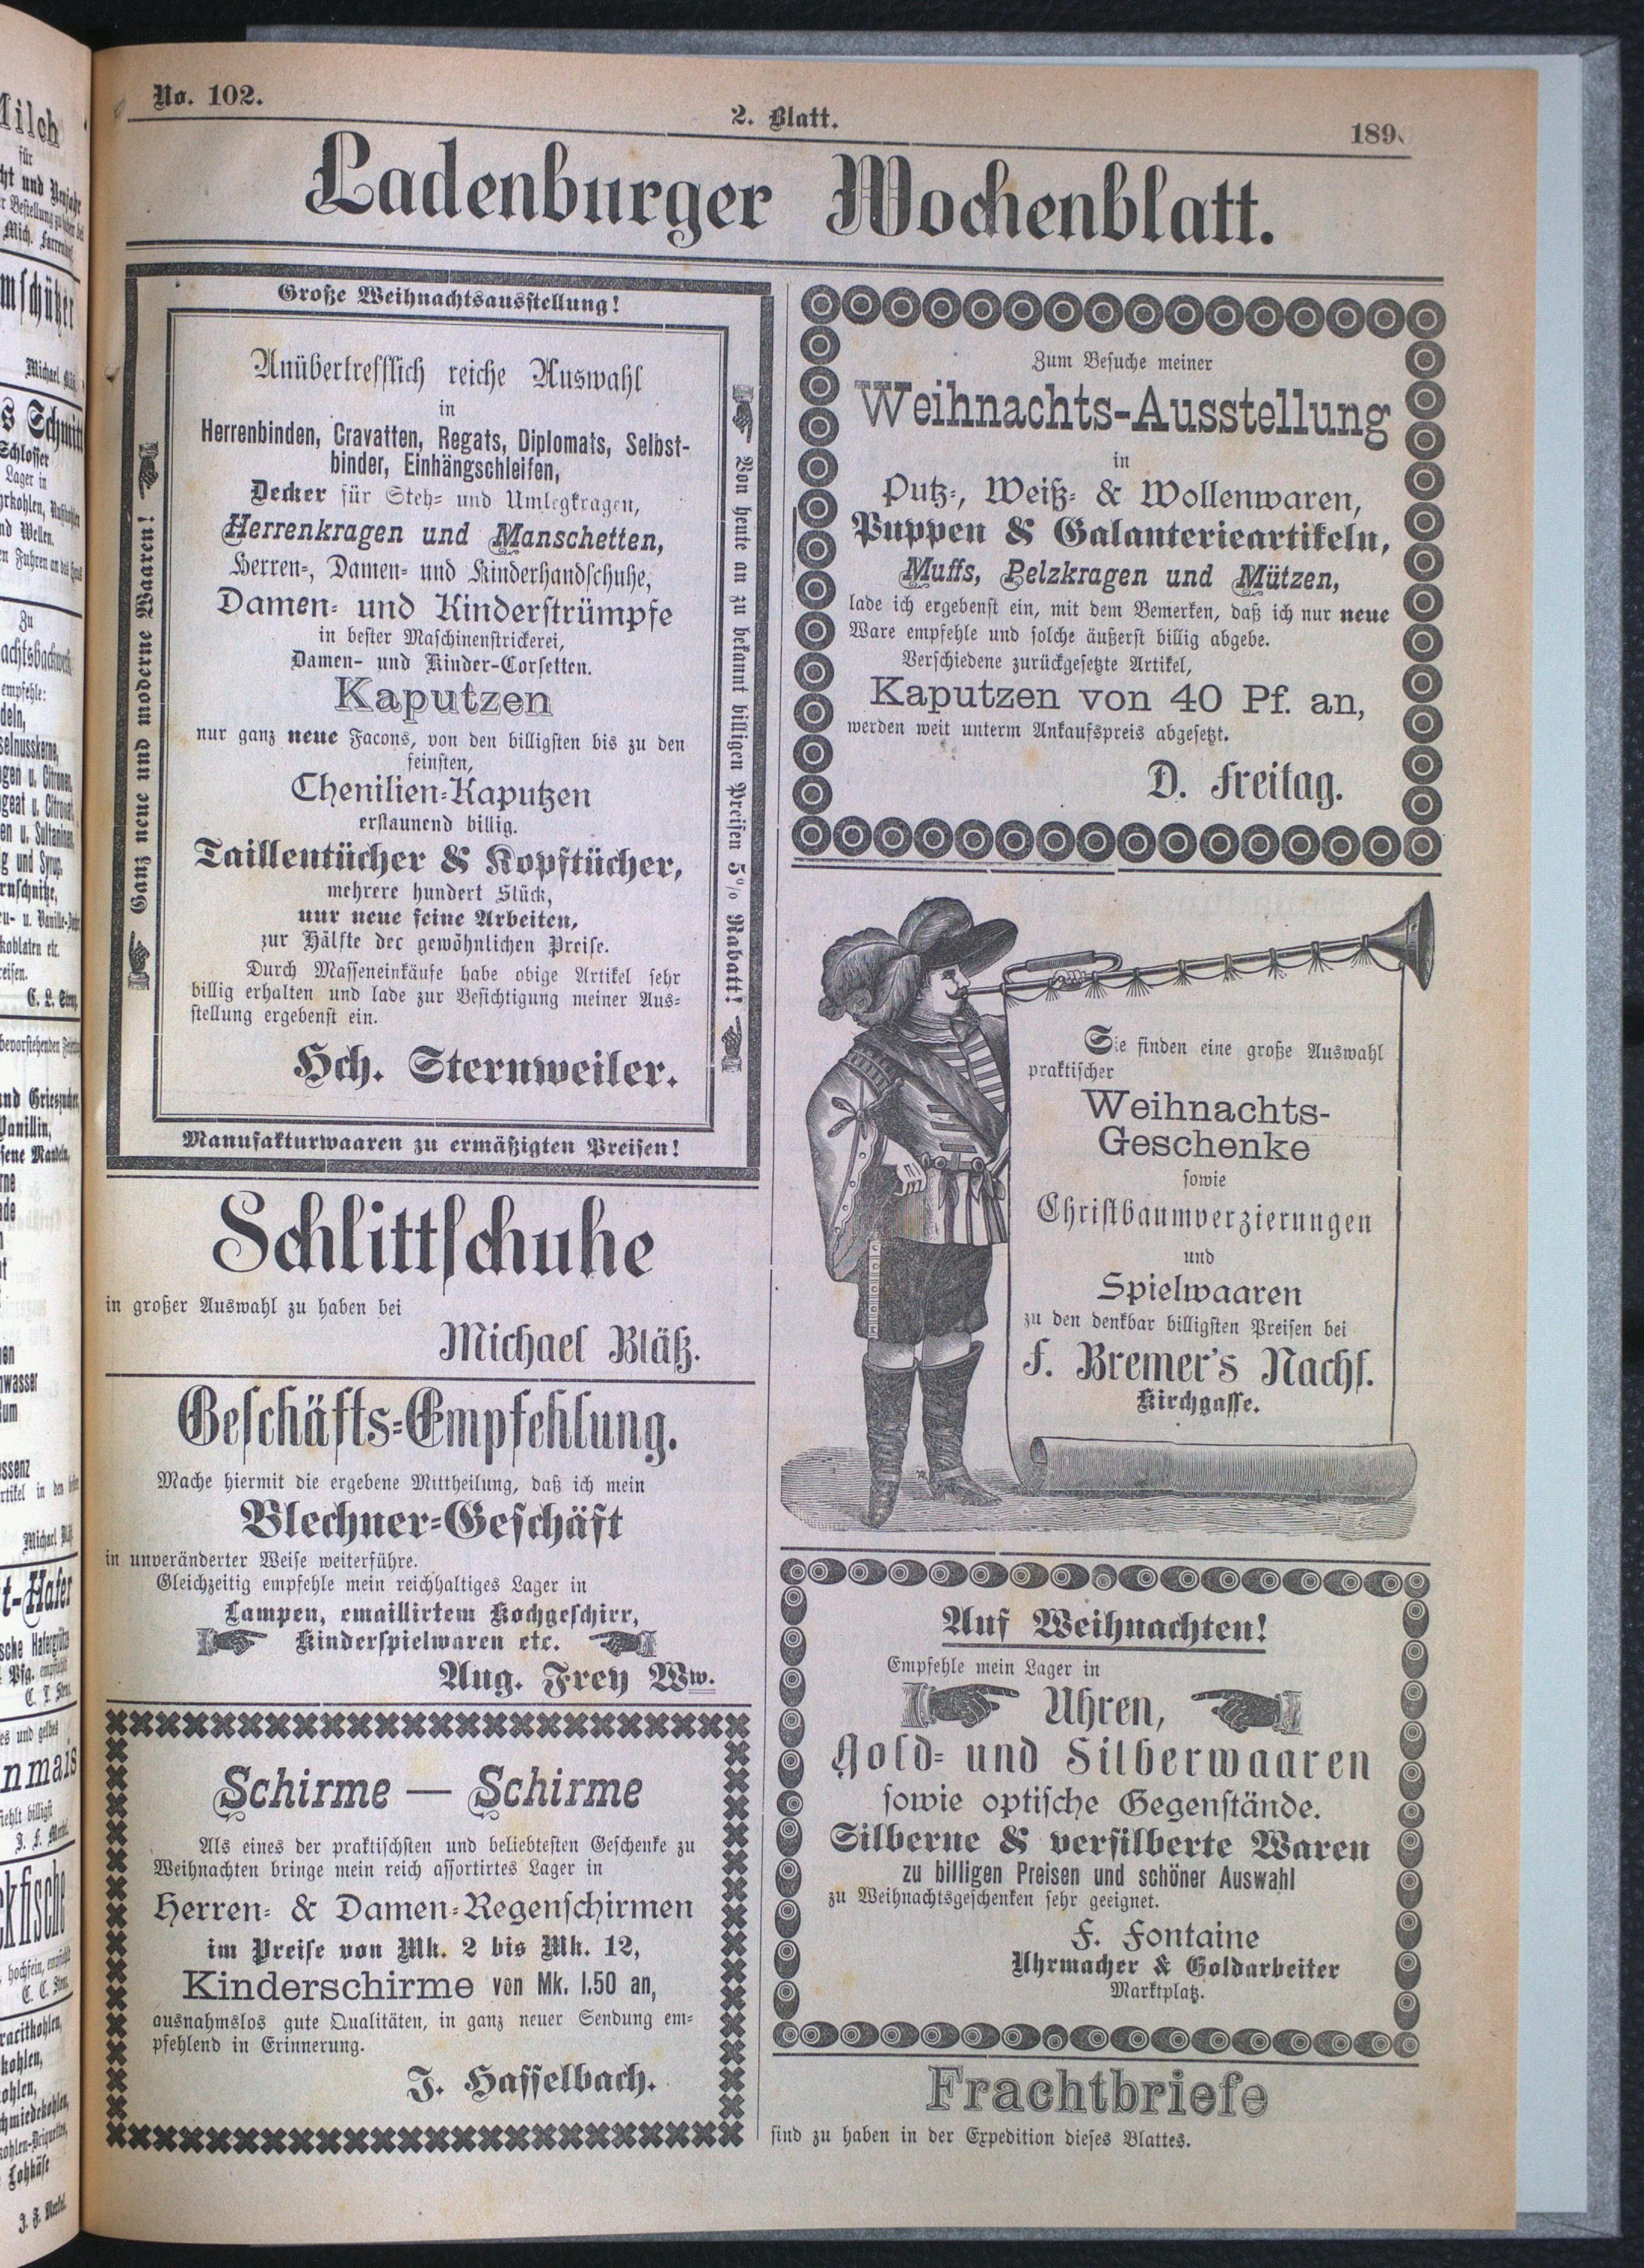 No. 102.
2. Blatt.
189
Ladenburger Wochenblatt.
Große Weihnachtsausstellung!
Ganz neue und moderne Waaren!
Von heute an zu bekannt billigen Preisen 5% Rabatt!
Unübertrefflich reiche Auswahl
in
Herrenbinden, Cravatten, Regats, Diplomats, Selbst-
binder, Einhängschleifen,
Decker für Steh- und Umlegkragen,
Herrenkragen und Manschetten,
Herren-, Damen- und Kinderhandschuhe,
Damen- und Kinderstrümpfe
in bester Maschinenstrickerei,
Damen- und Kinder-Corsetten.
Kaputzen
nur ganz neue Facons, von den billigsten bis zu den
feinsten,
Chenilien-Kaputzen
erstaunend billig.
Taillentücher & Kopftücher,
mehrere hundert Stück,
nur neue feine Arbeiten,
zur Hälfte der gewöhnlichen Preise.
Durch Masseneinkäufe habe obige Artikel sehr
billig erhalten und lade zur Besichtigung meiner Aus-
stellung ergebenst ein.
Hch. Sternweiler.
Manufakturwaaren zu ermäßigten Preisen!
Schlittschuhe
in großer Auswahl zu haben bei
Michael Bläß.
Geschäfts-Empfehlung.
Mache hiermit die ergebene Mittheilung, daß ich mein
Blechner-Geschäft
in unveränderter Weise weiterführe.
Gleichzeitig empfehle mein reichhaltiges Lager in
Lampen, emaillirtem Kochgeschirr,
Kinderspielwaren etc.
Aug. Frey Ww.
Schirme — Schirme
Als eines der praktischsten und beliebtesten Geschenke zu
Weihnachten bringe mein reich assortirtes Lager in
Herren- & Damen-Regenschirmen
im Preise von Mk. 2 bis Mk. 12,
Kinderschirme von Mk. 1.50 an,
ausnahmslos gute Qualitäten, in ganz neuer Sendung em-
pfehlend in Erinnerung.
J. Hasselbach.
Zum Besuche meiner
Weihnachts-Ausstellung
in
Putz-, Weiß- & Wollenwaren,
Puppen & Galanterieartikeln,
Muffs, Pelzkragen und Mützen,
lade ich ergebenst ein, mit dem Bemerken, daß ich nur neue
Ware empfehle und solche äußerst billig abgebe.
Verschiedene zurückgesetzte Artikel,
Kaputzen von 40 Pf. an,
werden weit unterm Ankaufspreis abgesetzt.
D. Freitag.
Sie finden eine große Auswahl
praktischer
Weihnachts-
Geschenke
sowie
Christbaumverzierungen
und
Spielwaaren
zu den denkbar billigsten Preisen bei
F. Bremer's Nachf.
Kirchgasse.
Auf Weihnachten!
Empfehle mein Lager in
Uhren,
Gold- und Silberwaaren
sowie optische Gegenstände.
Silberne & versilberte Waren
zu billigen Preisen und schöner Auswahl
zu Weihnachtsgeschenken sehr geeignet.
F. Fontaine
Uhrmacher & Goldarbeiter
Marktplatz.
Frachtbriefe
sind zu haben in der Expedition dieses Blattes.